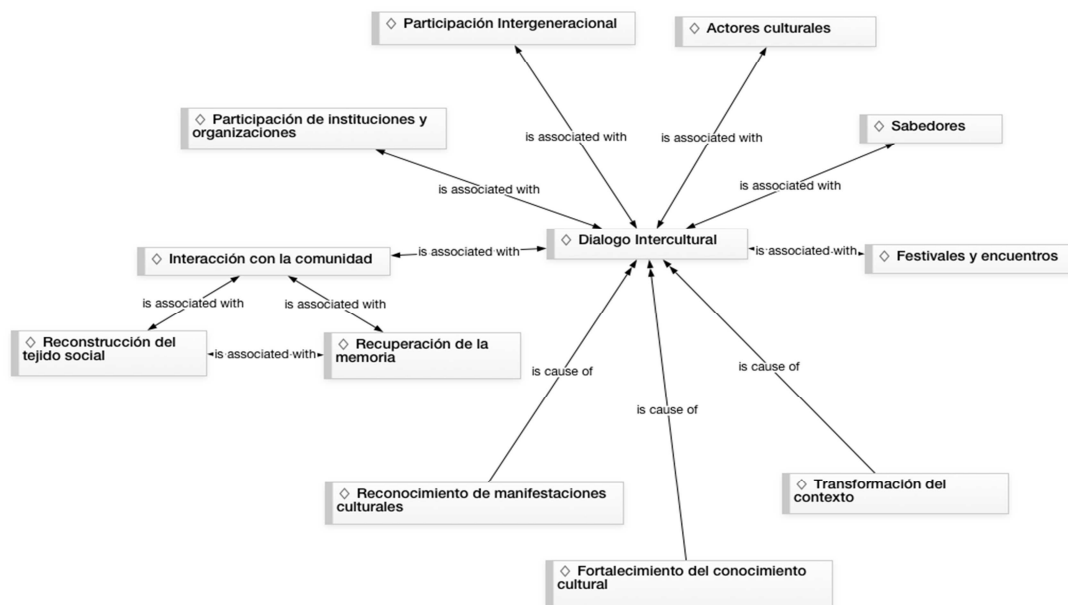 Participación Intergeneracional
Actores culturales
Participación de instituciones y
organizaciones
Sabedores
is associated with
is associated with
is associated with
is associated with
Dialogo Intercultural
is associated with
is associated with
Interacción con la comunidad
Festivales y encuentros
is associated with
is associated with
Reconstrucción del
tejido social
is associated with
Recuperación de la
memoria
is cause of
is cause of
is cause of
Reconocimiento de manifestaciones
culturales
Transformación del
contexto
Fortalecimiento del conocimiento
cultural